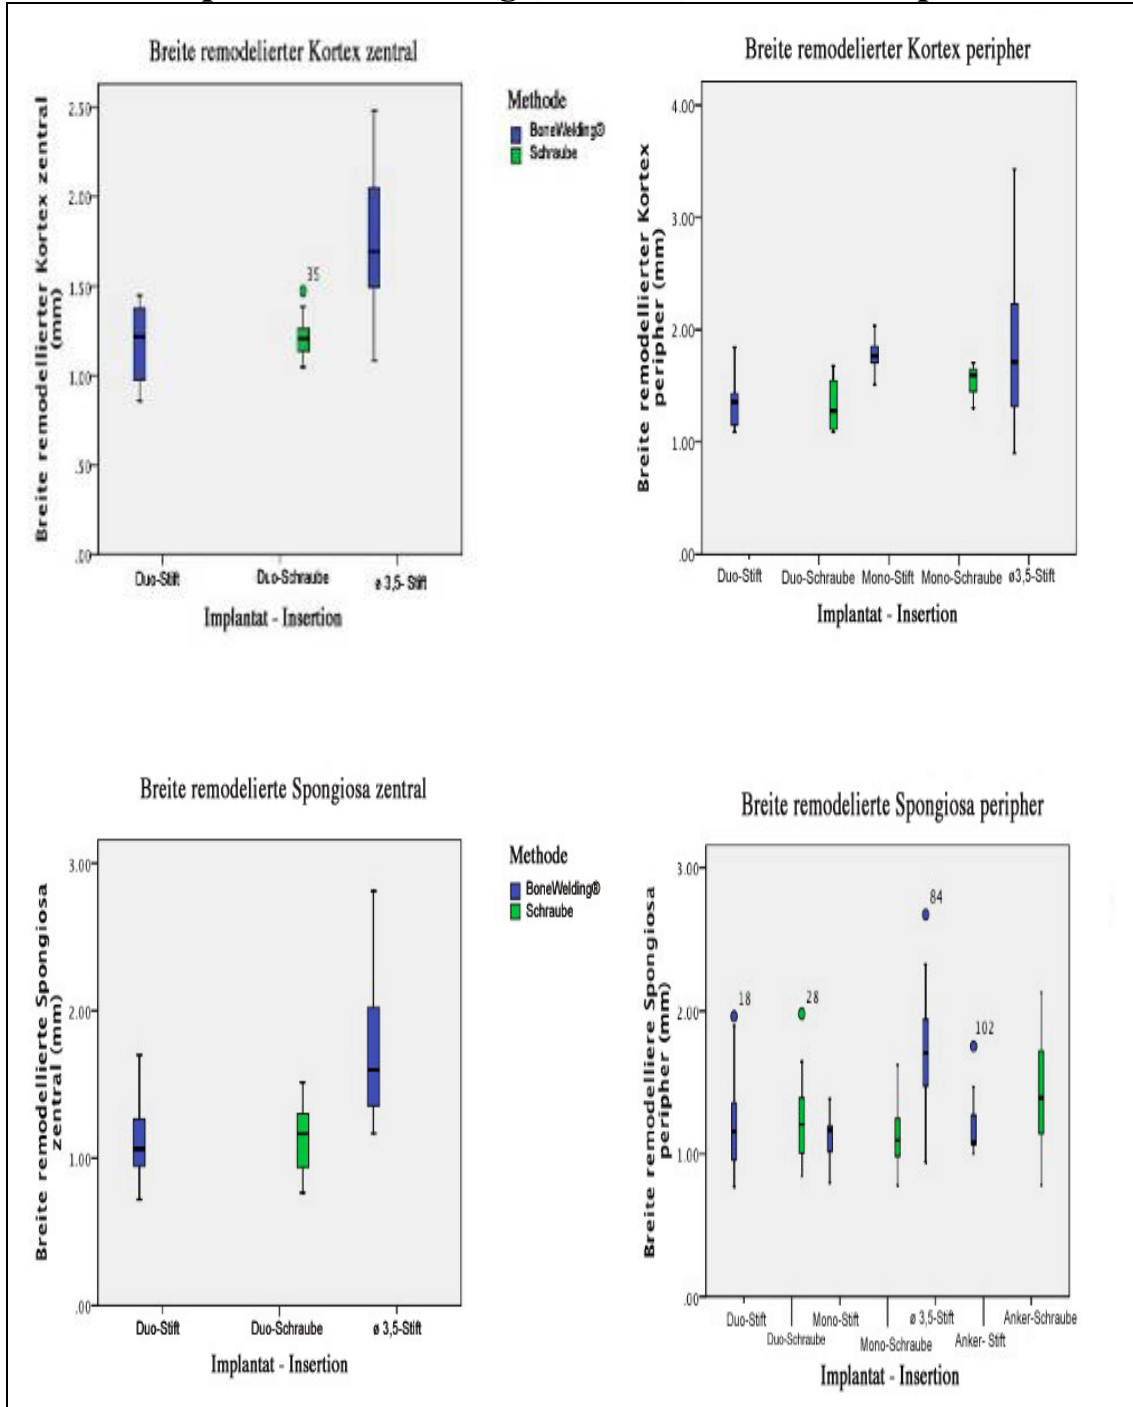 Breite remodelierter Kortex zentral
Breite remodellierter Kortex zentral
(mm)
2.50
2.00
1.50
1.00
.50
.00
35
Duo-Stift
Duo-Schraube
ø 3,5- Stift
Implantat - Insertion
Methode
BoneWelding®
Schraube
Breite remodelierter Kortex peripher
Breite remodellierter Kortex
peripher (mm)
4.00
3.00
2.00
1.00
.00
Duo-Stift
Duo-Schraube
Mono-Stift
Mono-Schraube
ø3,5-Stift
Implantat - Insertion
Breite remodelierte Spongiosa zentral
Breite remodellierte Spongiosa
zentral (mm)
3.00
2.00
1.00
.00
Duo-Stift
Duo-Schraube
ø 3,5-Stift
Implantat - Insertion
Methode
BoneWelding®
Schraube
Breite remodelierte Spongiosa peripher
Breite remodelliere Spongiosa
peripher (mm)
3.00
2.00
1.00
.00
18
28
84
102
Duo-Stift
Duo-Schraube
Mono-Stift
Mono-Schraube
ø 3,5-Stift
Anker- Stift
Anker-Schraube
Implantat - Insertion